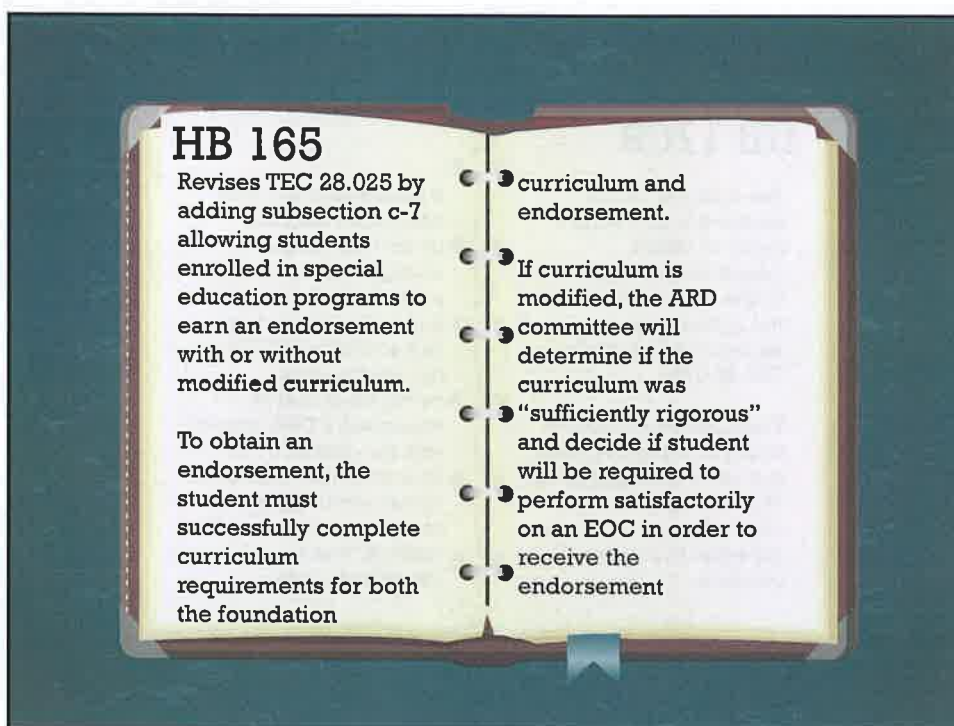 HB 165
Revises TEC 28.025 by
adding subsection c-7
allowing students
enrolled in special
education programs to
earn an endorsement
with or without
modified curriculum.
To obtain an
endorsement, the
student must
successfully complete
curriculum
requirements for both
the foundation
curriculum and
endorsement.
If curriculum is
modified, the ARD
committee will
determine if the
curriculum was
“sufficiently rigorous”
and decide if student
will be required to
perform satisfactorily
on an EOC in order to
receive the
endorsement